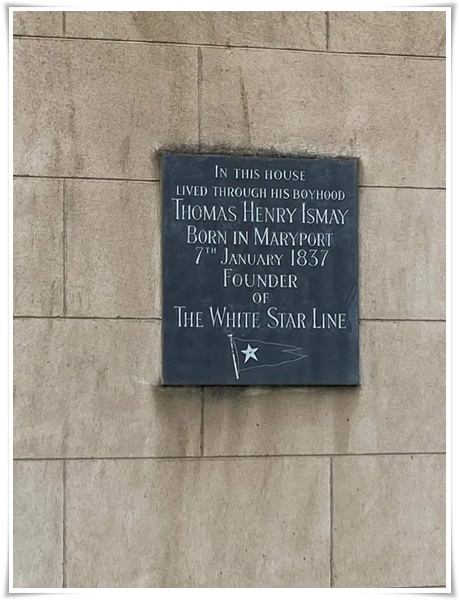 In this house
lived through his boyhood
Thomas Henry Ismay
Born in Maryport
7th January 1837
Founder
of
The White Star Line